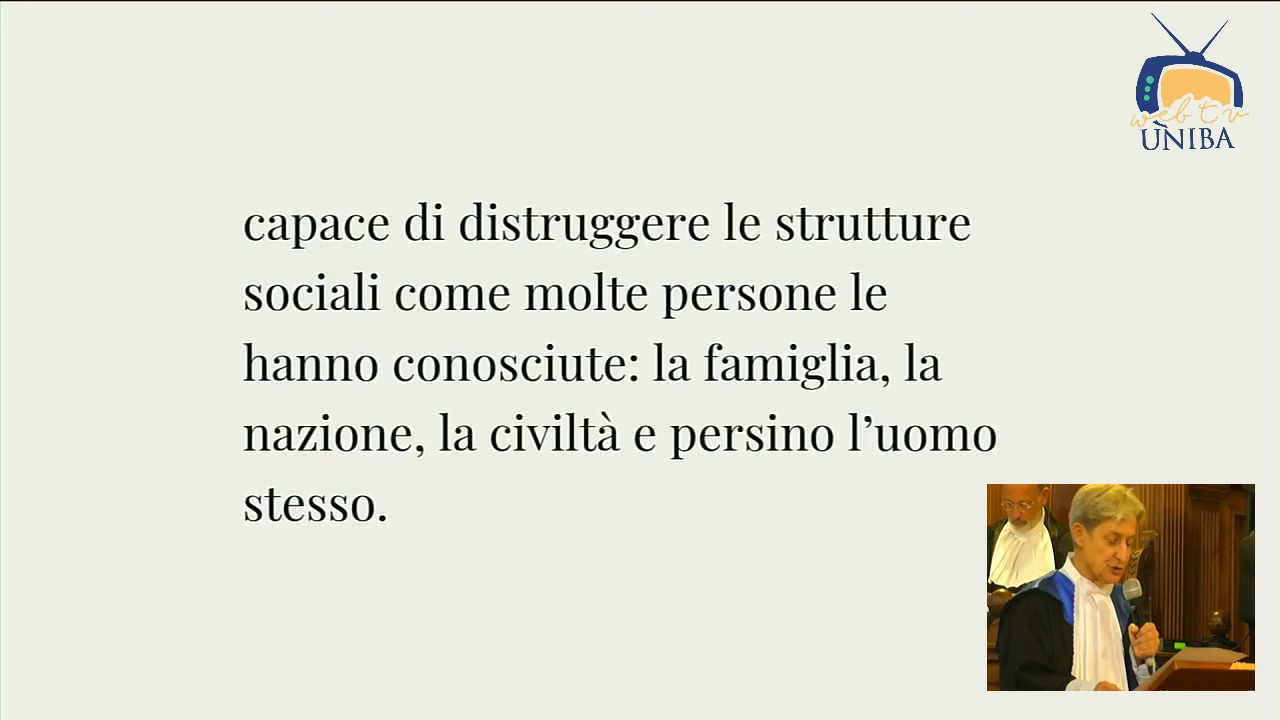 web tv
UNIBA
capace di distruggere le strutture
sociali come molte persone le
hanno conosciute: la famiglia, la
nazione, la civiltà e persino l’uomo
stesso.